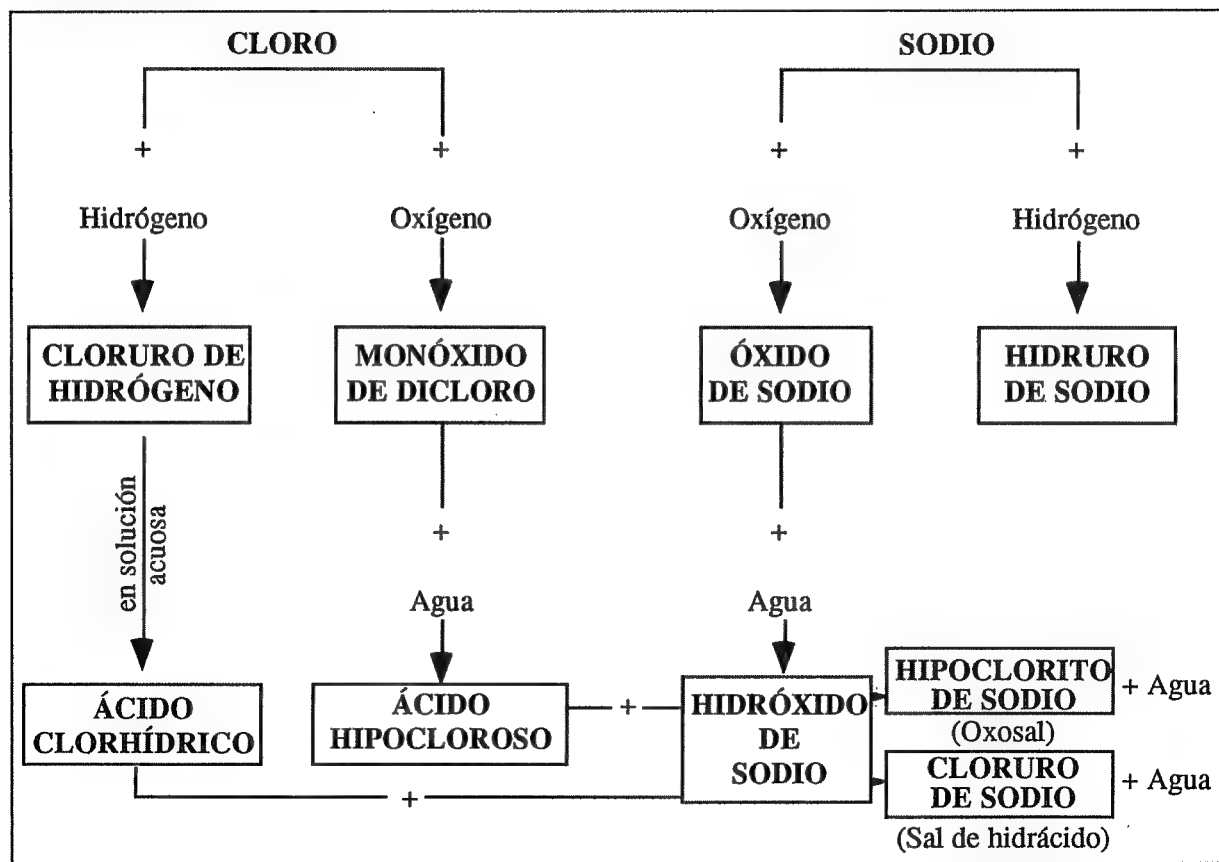 CLORO
SODIO
+
+
+
+
Hidrógeno
Oxígeno
Oxígeno
Hidrógeno
CLORURO DE
HIDRÓGENO
MONÓXIDO
DE DICLORO
ÓXIDO
DE SODIO
HIDRURO
DE SODIO
en solución
acuosa
+
+
Agua
Agua
ÁCIDO
CLORHÍDRICO
ÁCIDO
HIPOCLOROSO
+
HIDRÓXIDO
DE
SODIO
HIPOCLORITO
DE SODIO
+ Agua
(Oxosal)
+
CLORURO
DE SODIO
+ Agua
(Sal de hidrácido)